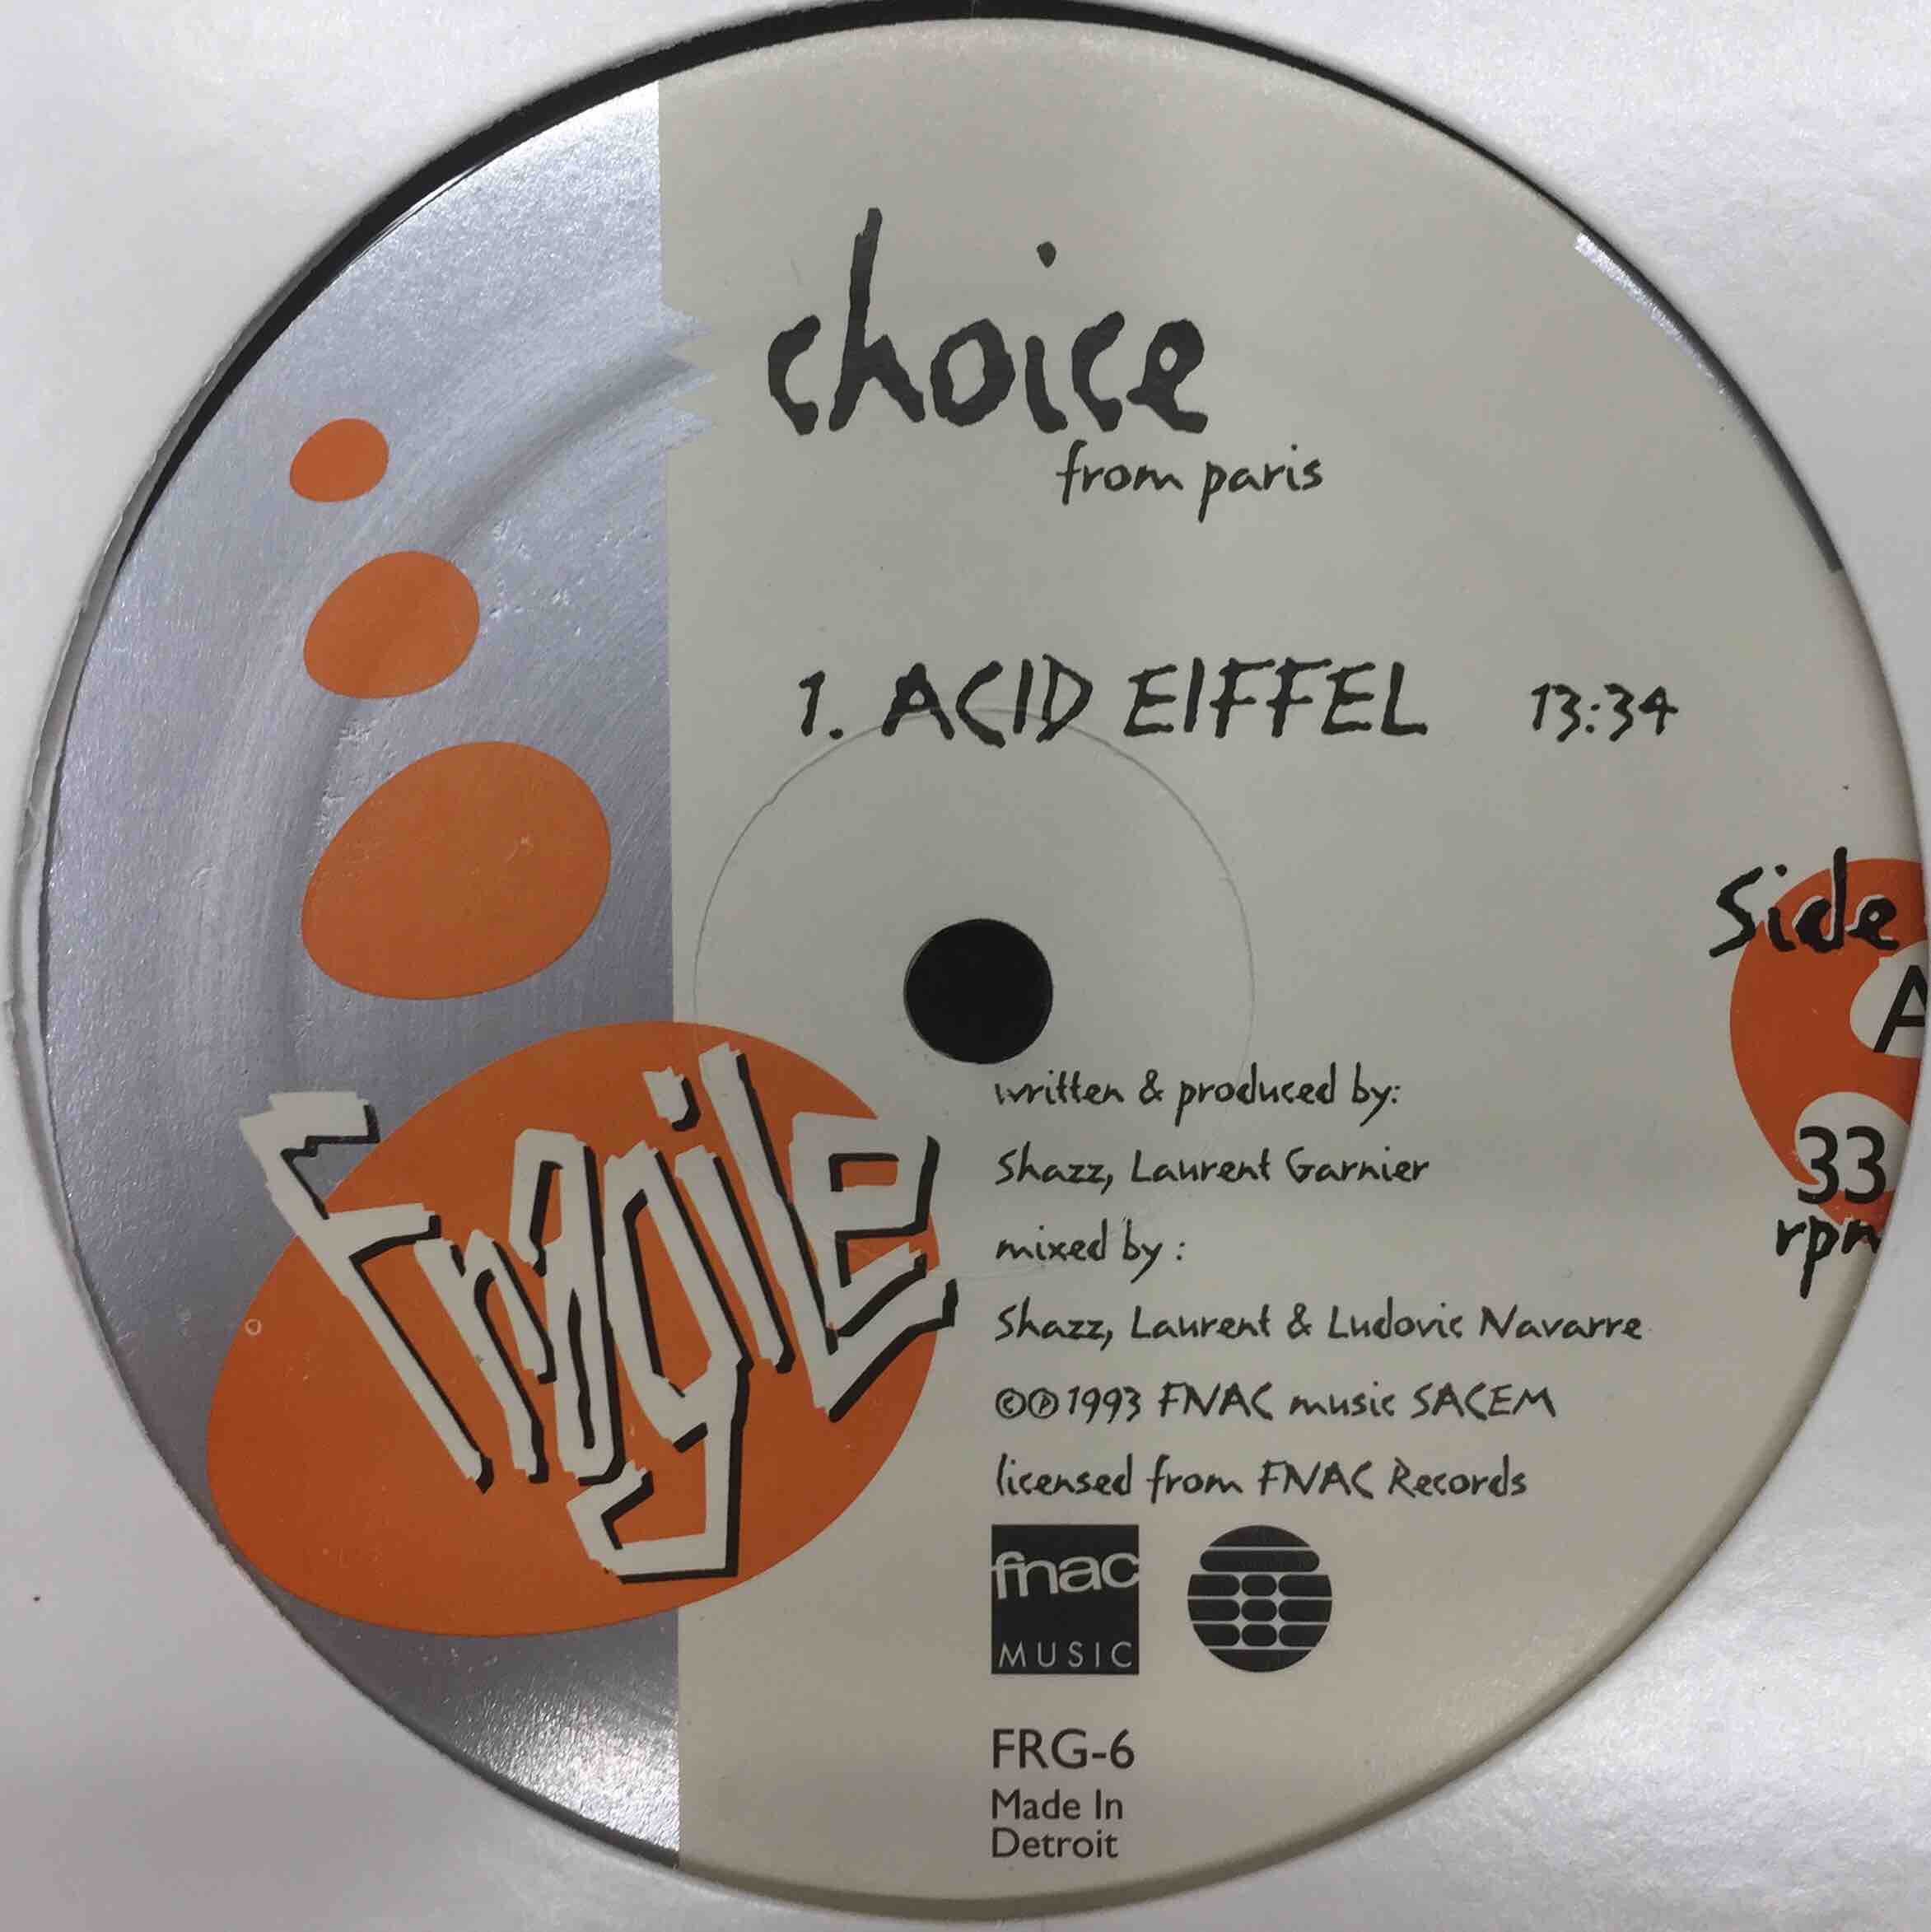 choice
from paris
1. ACID EIFFEL 13:34
Side
A
33
rpm
Fragile
written & produced by:
Shazz, Laurent Garnier
mixed by :
Shazz, Laurent & Ludovic Navarre
©℗1993 FNAC music SACEM
licensed from FNAC Records
fnac
MUSIC
FRG-6
Made In
Detroit